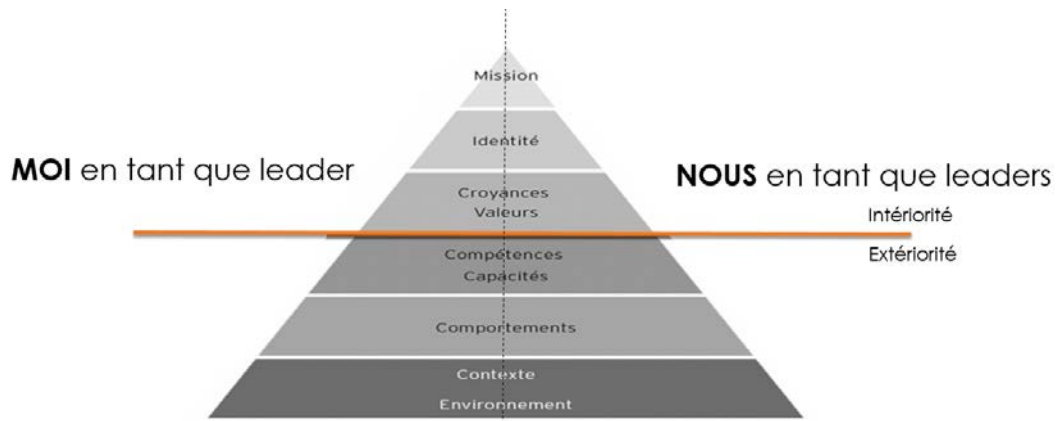 Mission
Identité
MOI en tant que leader
NOUS en tant que leaders
Croyances
Valeurs
Intériorité
Extériorité
Compétences
Capacités
Comportements
Contexte
Environnement